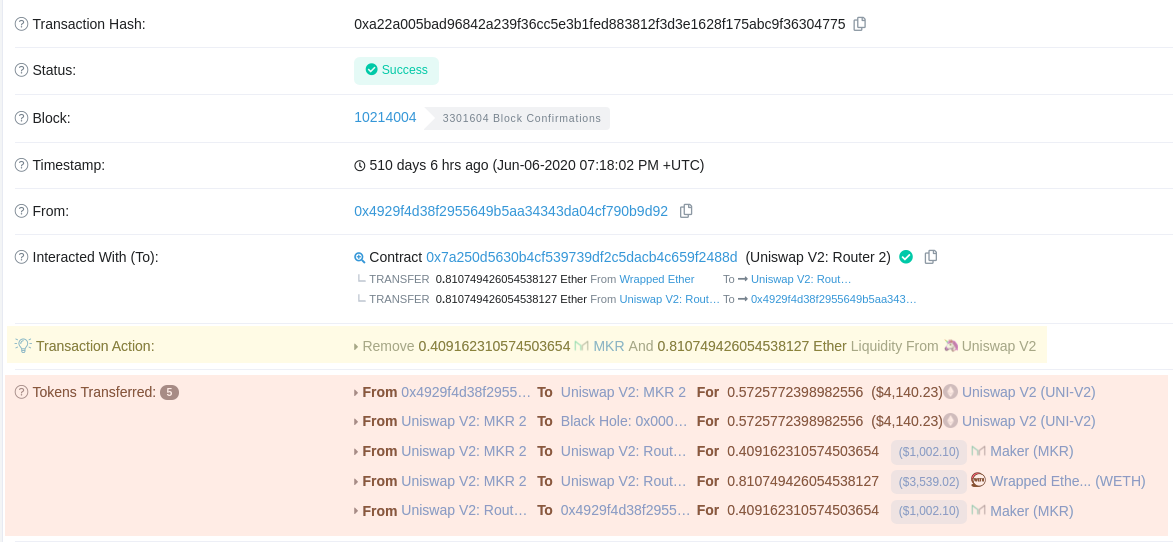 Transaction Hash: 0xa22a005bad96842a239f36cc5e3b1fed883812f3d3e1628f175abc9f36304775
Status: Success
Block: 10214004 3301604 Block Confirmations
Timestamp: 510 days 6 hrs ago (Jun-06-2020 07:18:02 PM +UTC)
From: 0x4929f4d38f2955649b5aa34343da04cf790b9d92
Interacted With (To): Contract 0x7a250d5630b4cf539739df2c5dacb4c659f2488d (Uniswap V2: Router 2)
TRANSFER 0.810749426054538127 Ether From Wrapped Ether To Uniswap V2: Rout…
TRANSFER 0.810749426054538127 Ether From Uniswap V2: Rout… To 0x4929f4d38f2955649b5aa343…
Transaction Action: Remove 0.409162310574503654 MKR And 0.810749426054538127 Ether Liquidity From Uniswap V2
Tokens Transferred: 5 From 0x4929f4d38f2955… To Uniswap V2: MKR 2 For 0.5725772398982556 ($4,140.23) Uniswap V2 (UNI-V2)
From Uniswap V2: MKR 2 To Black Hole: 0x000… For 0.5725772398982556 ($4,140.23) Uniswap V2 (UNI-V2)
From Uniswap V2: MKR 2 To Uniswap V2: Rout… For 0.409162310574503654 ($1,002.10) Maker (MKR)
From Uniswap V2: MKR 2 To Uniswap V2: Rout… For 0.810749426054538127 ($3,539.02) Wrapped Ethe... (WETH)
From Uniswap V2: Rout… To 0x4929f4d38f2955… For 0.409162310574503654 ($1,002.10) Maker (MKR)